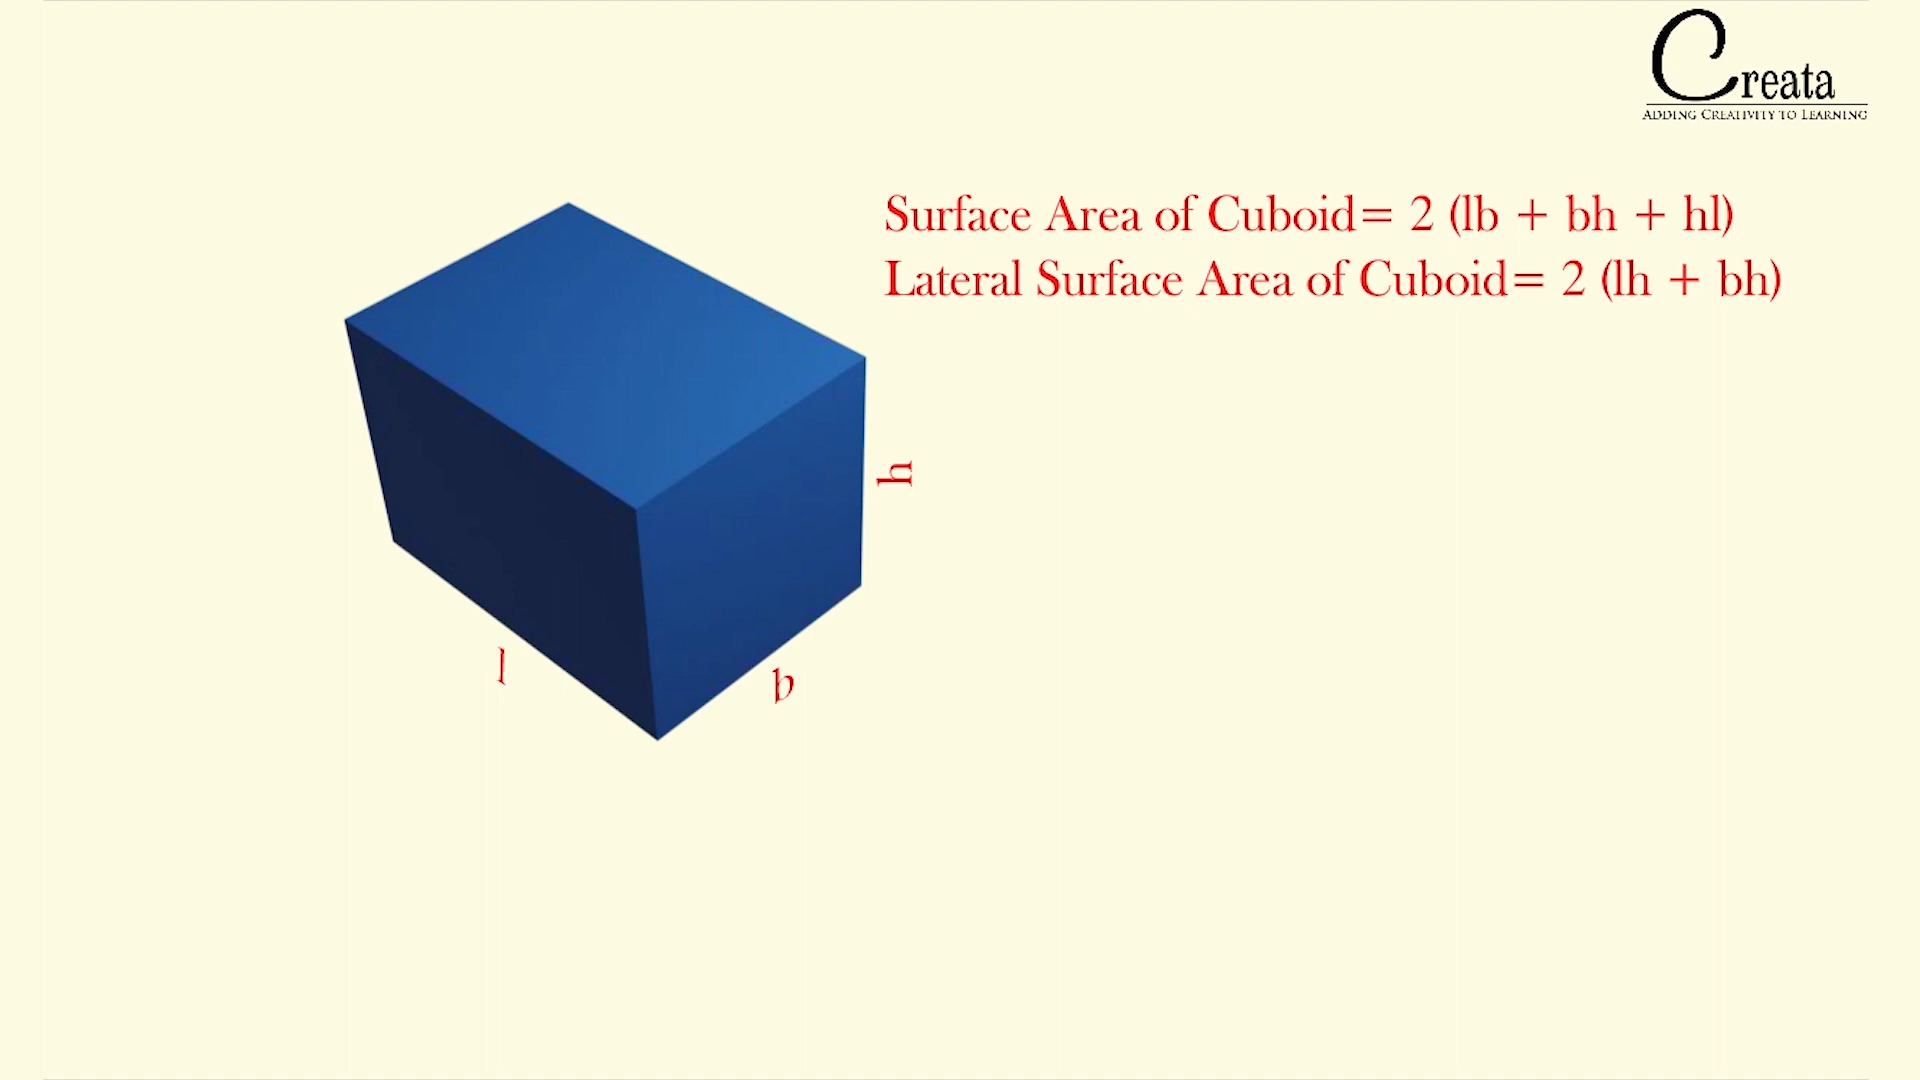 Creata
ADDING CREATIVITY TO LEARNING
Surface Area of Cuboid= 2 (lb + bh + hl)
Lateral Surface Area of Cuboid= 2 (lh + bh)
h
l
b